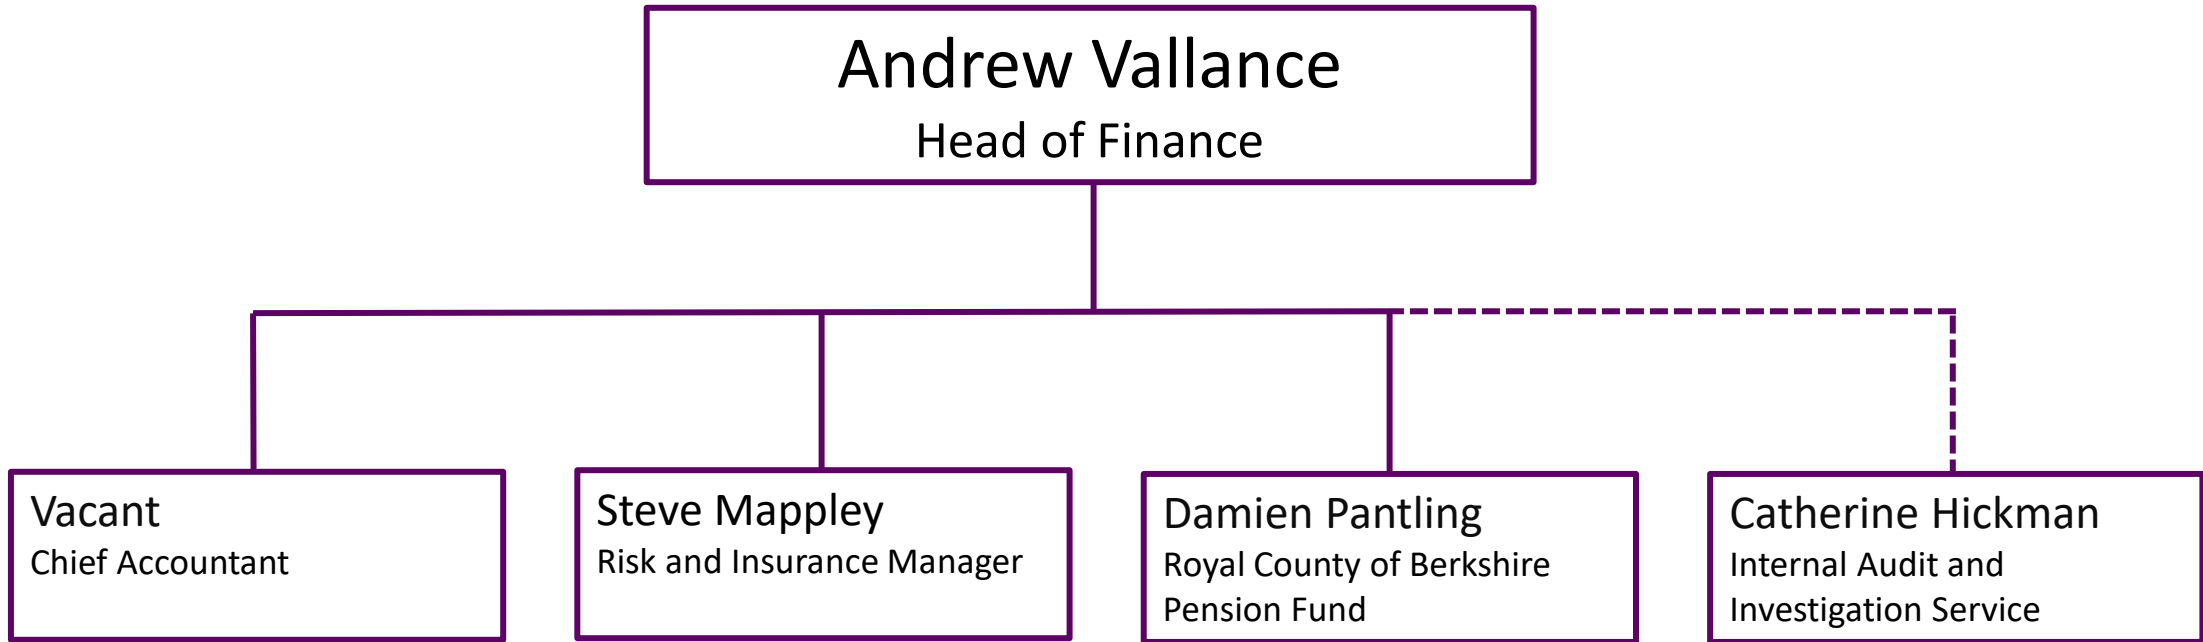 Andrew Vallance
Head of Finance
Vacant
Chief Accountant
Steve Mappley
Risk and Insurance Manager
Damien Pantling
Royal County of Berkshire
Pension Fund
Catherine Hickman
Internal Audit and
Investigation Service